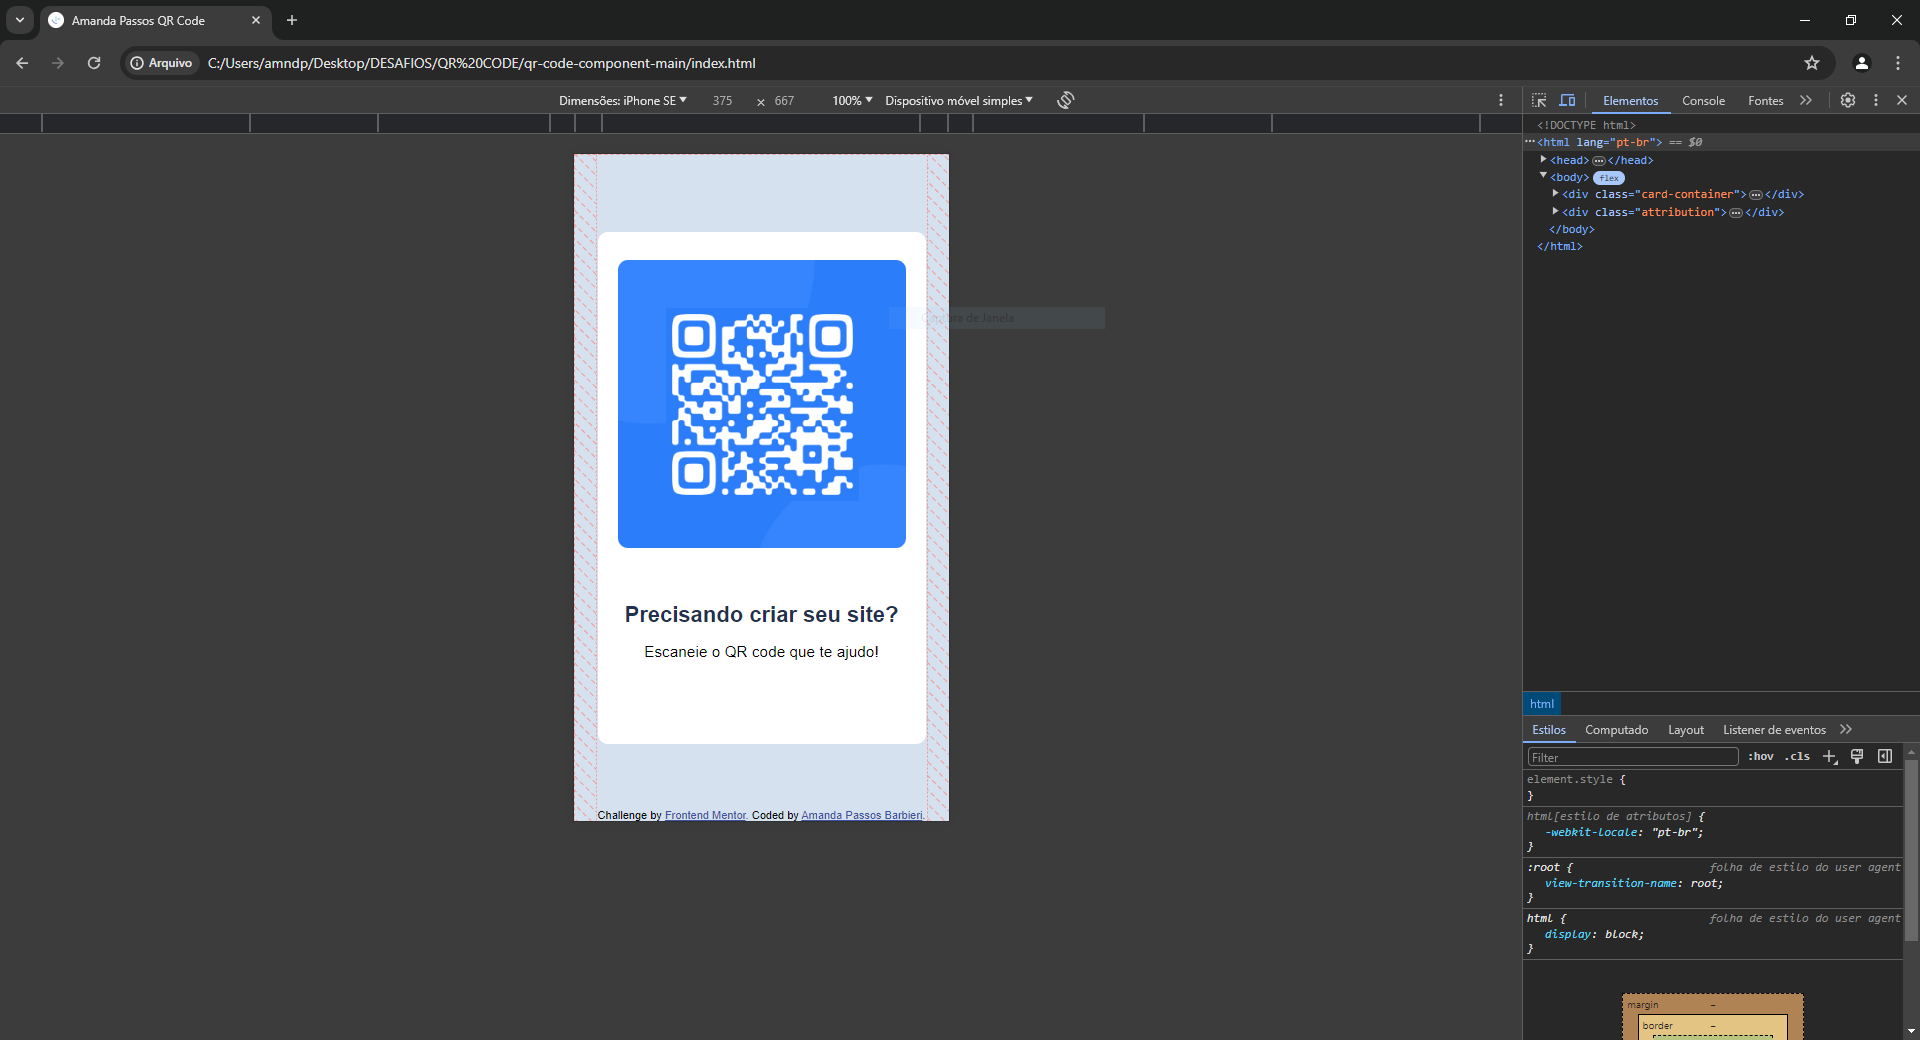 Amanda Passos QR Code
Arquivo
C:/Users/amndp/Desktop/DESAFIOS/QR%20CODE/qr-code-component-main/index.html
Dimensões: iPhone SE 375 × 667 100% Dispositivo móvel simples
Precisando criar seu site?
Escaneie o QR code que te ajudo!
Challenge by Frontend Mentor. Coded by Amanda Passos Barbieri.
Elementos Console Fontes
<!DOCTYPE html>
<html lang="pt-br"> == $0
<head> </head>
<body> flex
<div class="card-container"> </div>
<div class="attribution"> </div>
</body>
</html>
html
Estilos Computado Layout Listener de eventos
Filter :hov .cls
element.style {
}
html[estilo de atributos] {
-webkit-locale: "pt-br";
}
:root { folha de estilo do user agent
view-transition-name: root;
}
html { folha de estilo do user agent
display: block;
}
margin –
border –